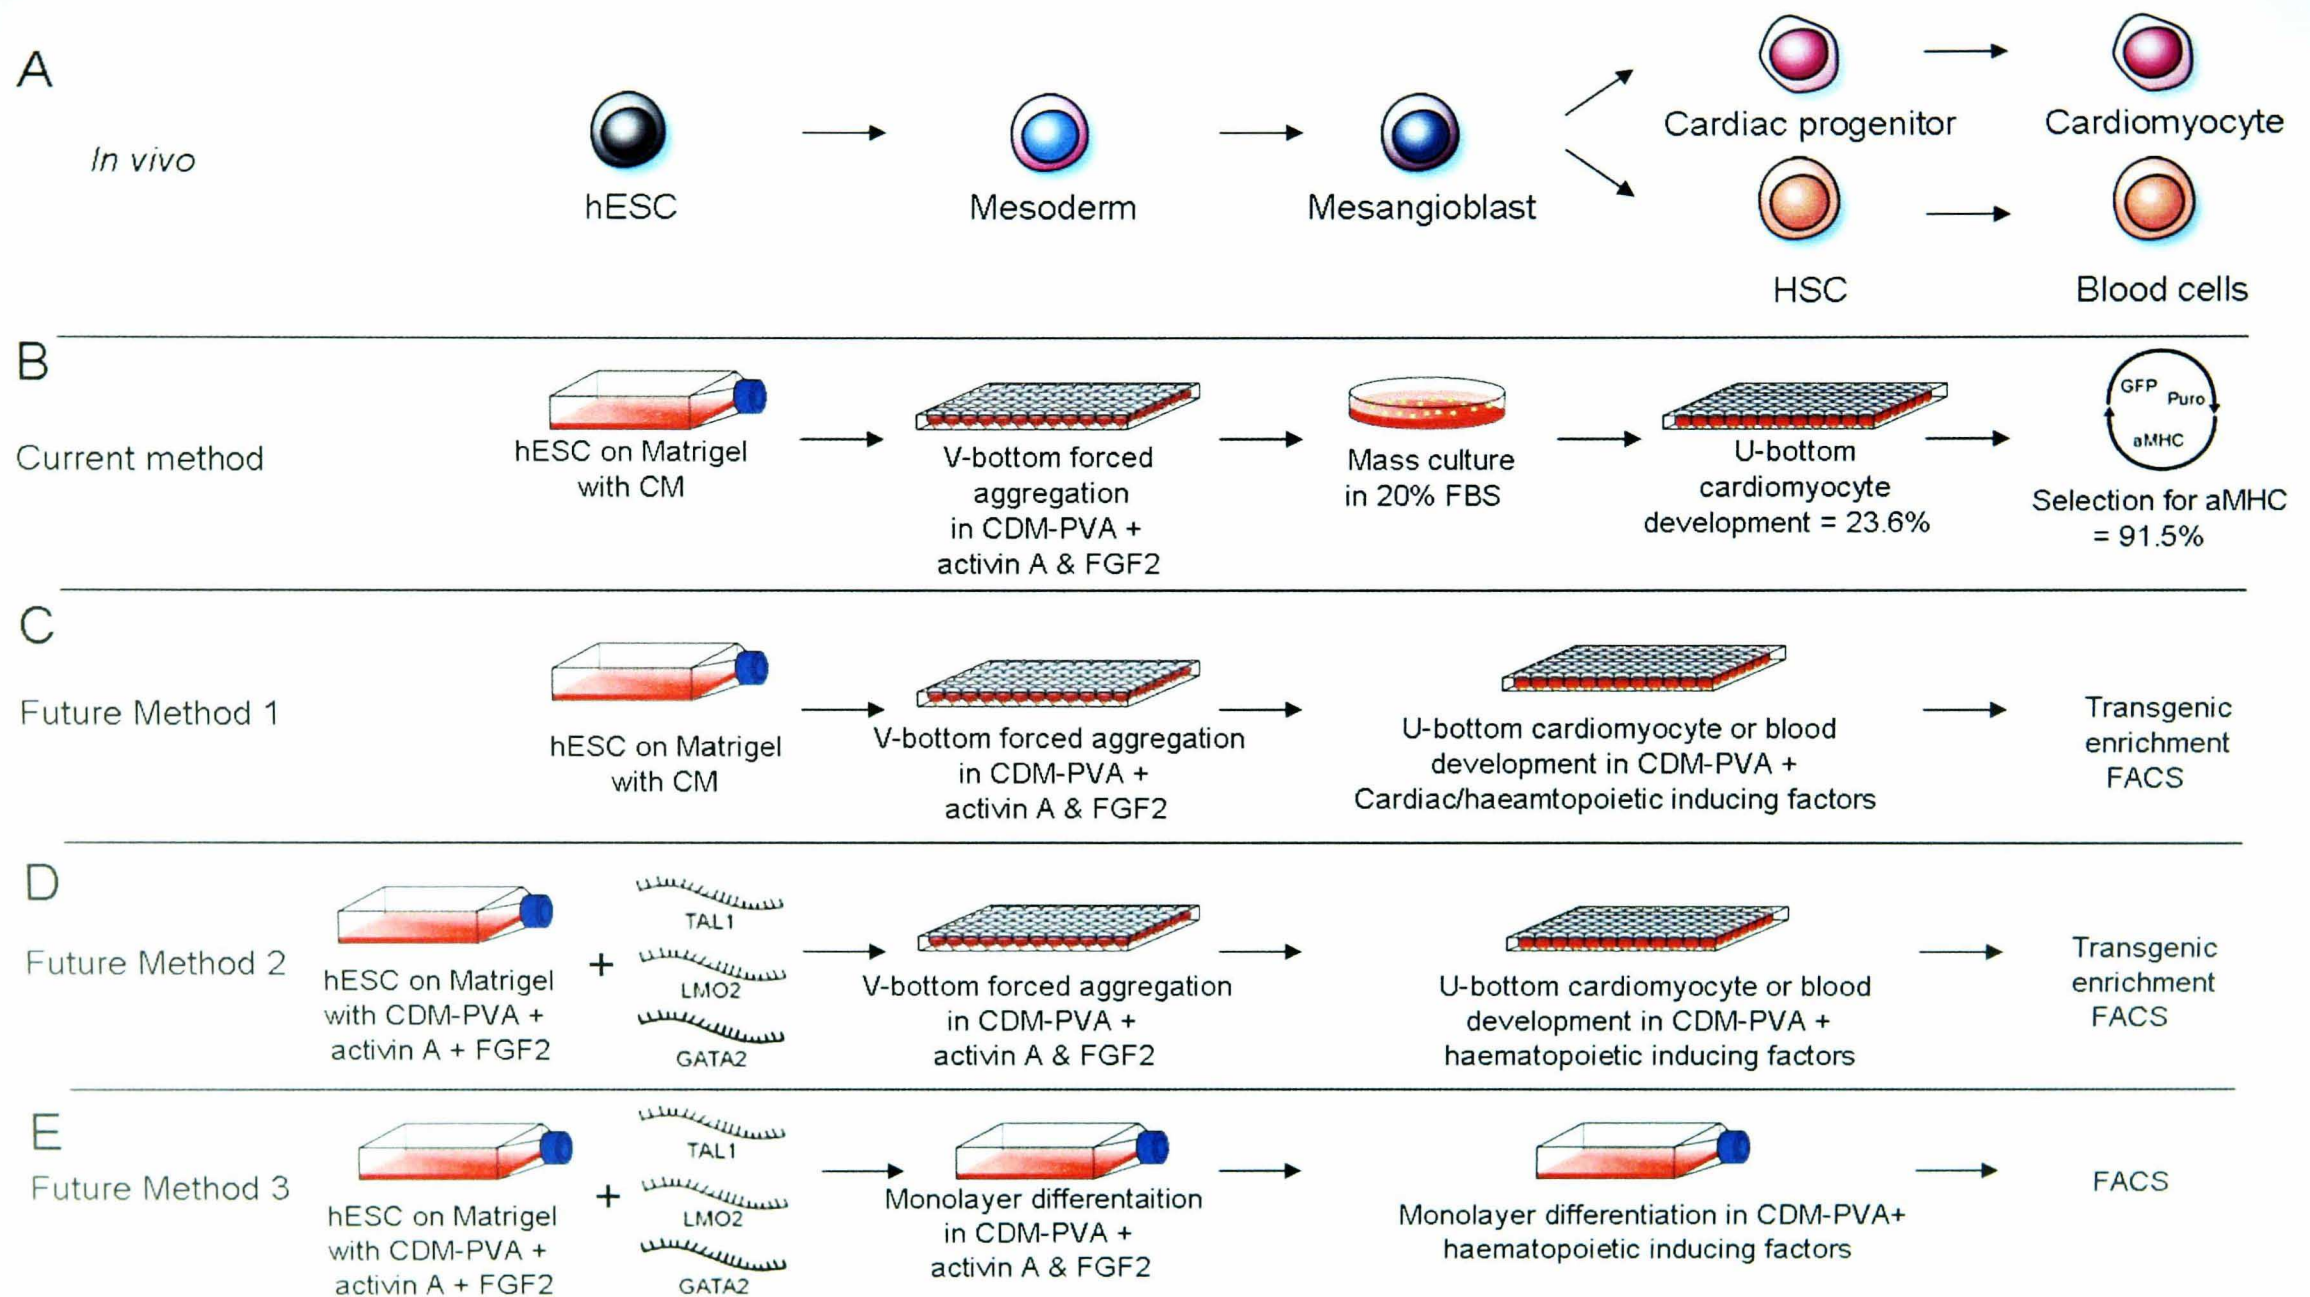 A
In vivo
hESC
Mesoderm
Mesangioblast
Cardiac progenitor
Cardiomyocyte
HSC
Blood cells
B
Current method
hESC on Matrigel
with CM
V-bottom forced
aggregation
in CDM-PVA +
activin A & FGF2
Mass culture
in 20% FBS
U-bottom
cardiomyocyte
development = 23.6%
GFP
Puro
aMHC
Selection for aMHC
= 91.5%
C
Future Method 1
hESC on Matrigel
with CM
V-bottom forced aggregation
in CDM-PVA +
activin A & FGF2
U-bottom cardiomyocyte or blood
development in CDM-PVA +
Cardiac/haeamtopoietic inducing factors
Transgenic
enrichment
FACS
D
Future Method 2
hESC on Matrigel
with CDM-PVA +
activin A + FGF2
+
TAL1
LMO2
GATA2
V-bottom forced aggregation
in CDM-PVA +
activin A & FGF2
U-bottom cardiomyocyte or blood
development in CDM-PVA +
haematopoietic inducing factors
Transgenic
enrichment
FACS
E
Future Method 3
hESC on Matrigel
with CDM-PVA +
activin A + FGF2
+
TAL1
LMO2
GATA2
Monolayer differentaition
in CDM-PVA +
activin A & FGF2
Monolayer differentiation in CDM-PVA+
haematopoietic inducing factors
FACS